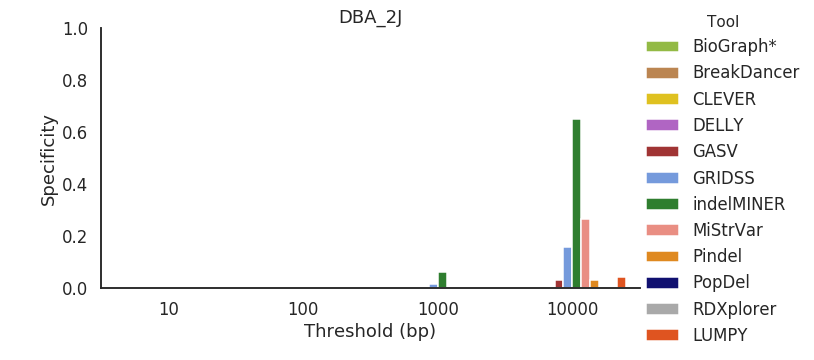 DBA_2J
1.0
0.8
0.6
0.4
0.2
0.0
Specificity
10
100
1000
10000
Threshold (bp)
Tool
BioGraph*
BreakDancer
CLEVER
DELLY
GASV
GRIDSS
indelMINER
MiStrVar
Pindel
PopDel
RDXplorer
LUMPY